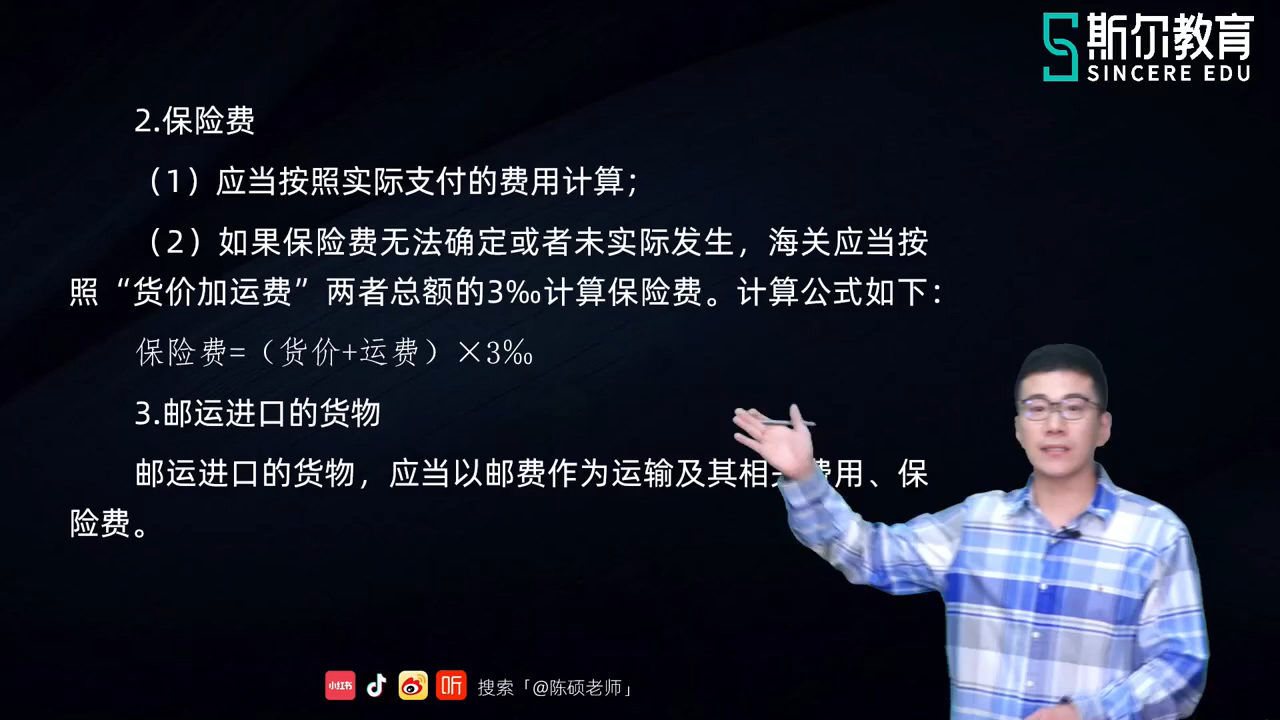 斯尔教育
SINCERE EDU
2.保险费
（1）应当按照实际支付的费用计算；
（2）如果保险费无法确定或者未实际发生，海关应当按
照“货价加运费”两者总额的3‰计算保险费。计算公式如下：
保险费=（货价+运费）×3‰
3.邮运进口的货物
邮运进口的货物，应当以邮费作为运输及其相关费用、保
险费。
小红书
听
搜索「@陈硕老师」